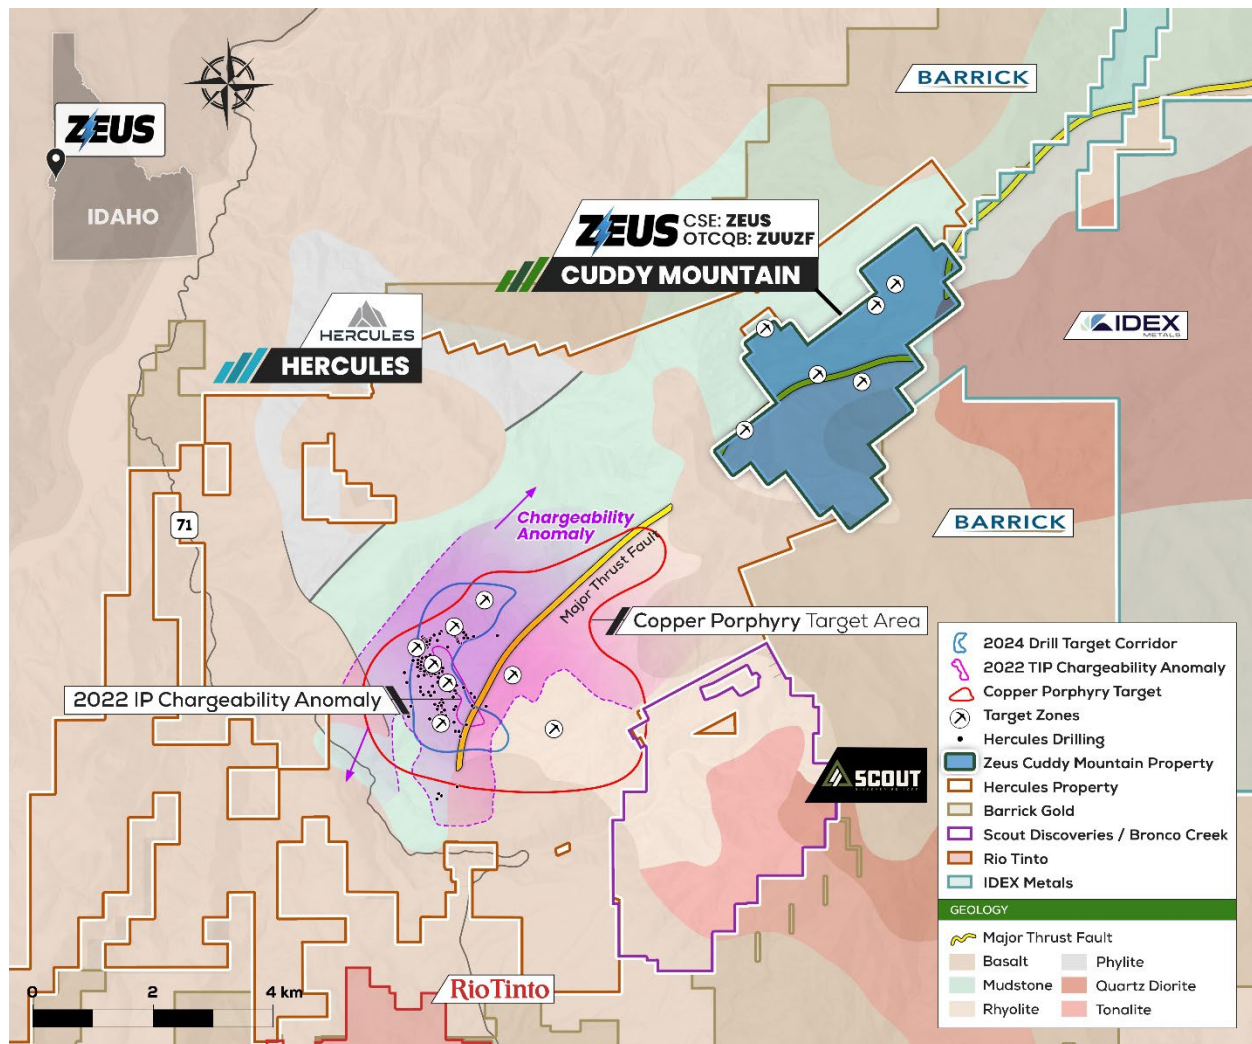 BARRICK
ZEUS
IDAHO
ZEUS
CSE: ZEUS
OTCQB: ZUUZF
CUDDY MOUNTAIN
HERCULES
HERCULES
IDEX
METALS
71
Chargeability
Anomaly
BARRICK
Major Thrust Fault
Copper Porphyry Target Area
2022 IP Chargeability Anomaly
SCOUT
RioTinto
0 2 4 km
2024 Drill Target Corridor
2022 TIP Chargeability Anomaly
Copper Porphyry Target
Target Zones
Hercules Drilling
Zeus Cuddy Mountain Property
Hercules Property
Barrick Gold
Scout Discoveries / Bronco Creek
Rio Tinto
IDEX Metals
GEOLOGY
Major Thrust Fault
Basalt
Phylite
Mudstone
Quartz Diorite
Rhyolite
Tonalite